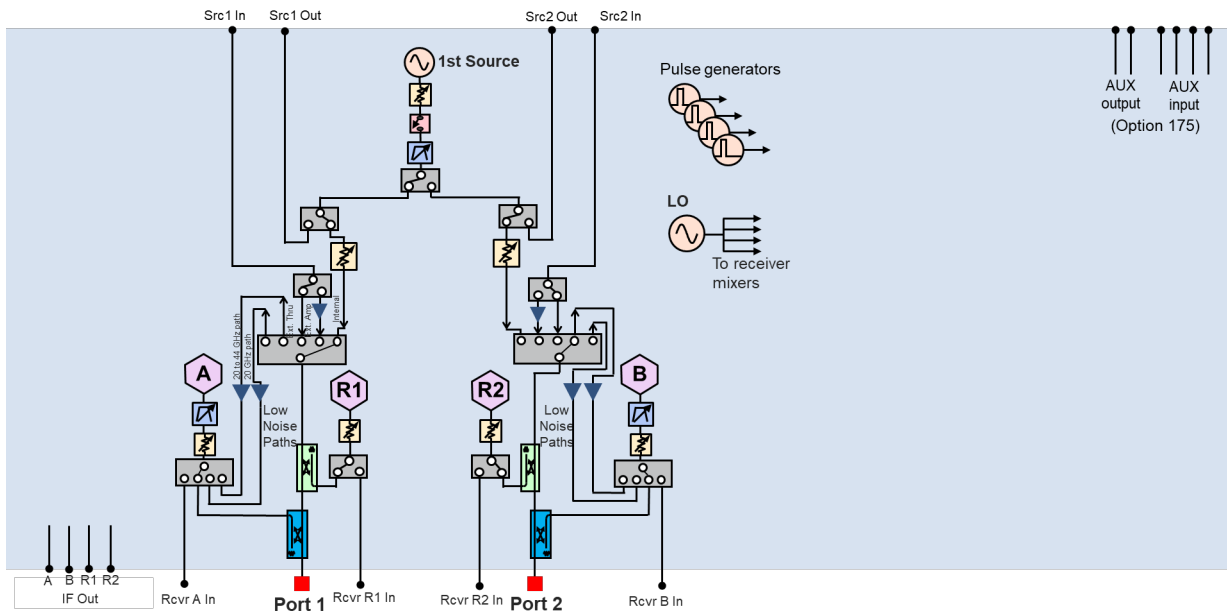 Src1 In
Src1 Out
Src2 Out
Src2 In
1st Source
Pulse generators
AUX
output
AUX
input
(Option 175)
LO
To receiver
mixers
Ext. Thru
Ext. Amp
Internal
20 to 44 GHz path
20 GHz path
A
R1
R2
B
Low
Noise
Paths
Low
Noise
Paths
A
B
R1
R2
IF Out
Rcvr A In
Port 1
Rcvr R1 In
Rcvr R2 In
Port 2
Rcvr B In